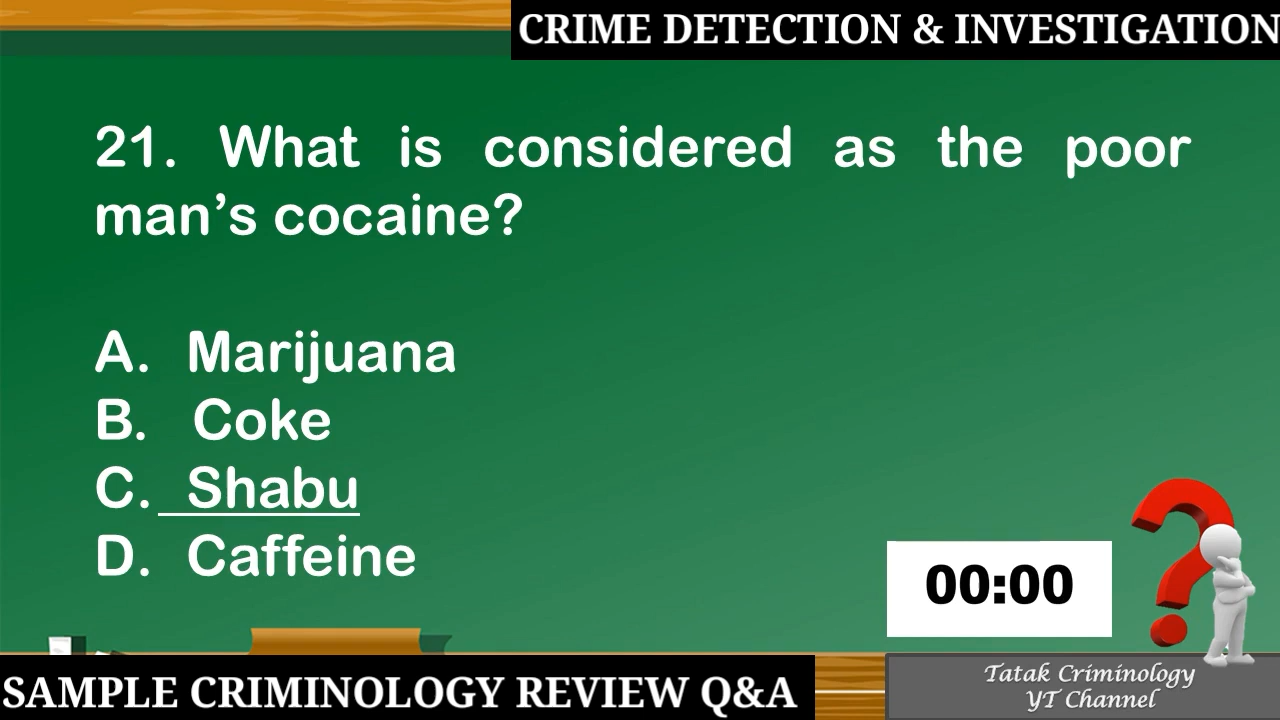 CRIME DETECTION & INVESTIGATION
21. What is considered as the poor
man’s cocaine?
A. Marijuana
B. Coke
C. Shabu
D. Caffeine
00:00
SAMPLE CRIMINOLOGY REVIEW Q&A
Tatak Criminology
YT Channel